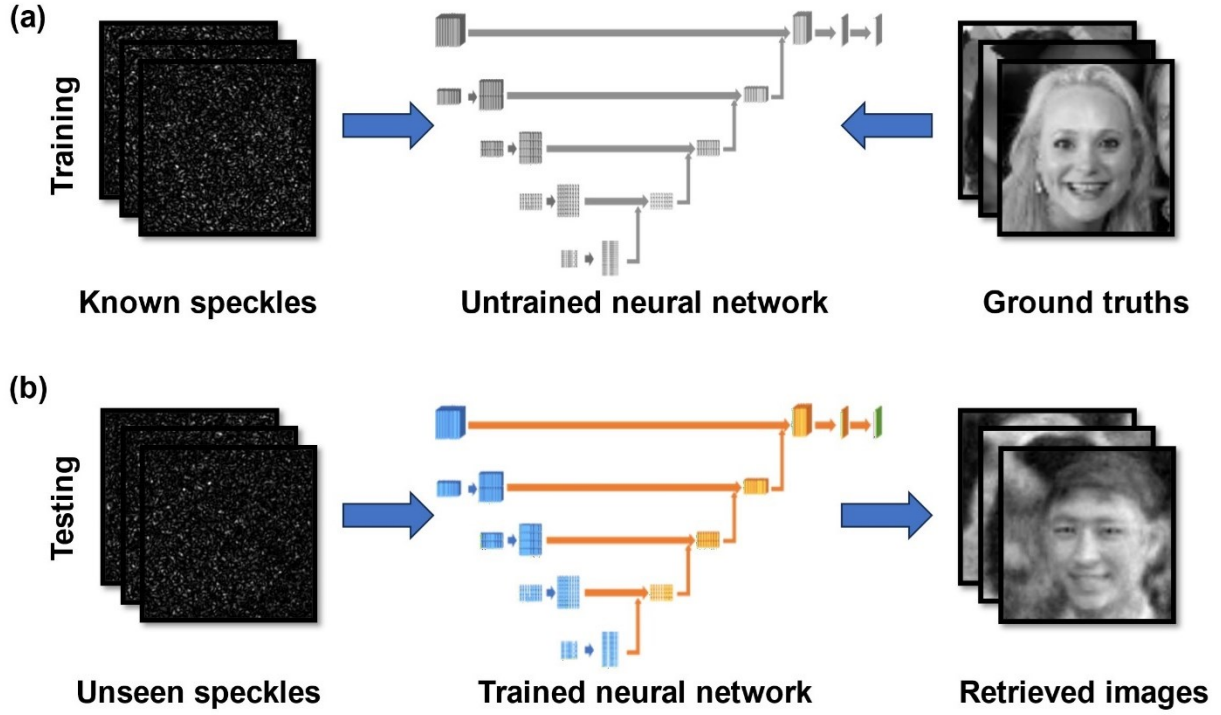 (a)
Training
Known speckles
Untrained neural network
Ground truths
(b)
Testing
Unseen speckles
Trained neural network
Retrieved images